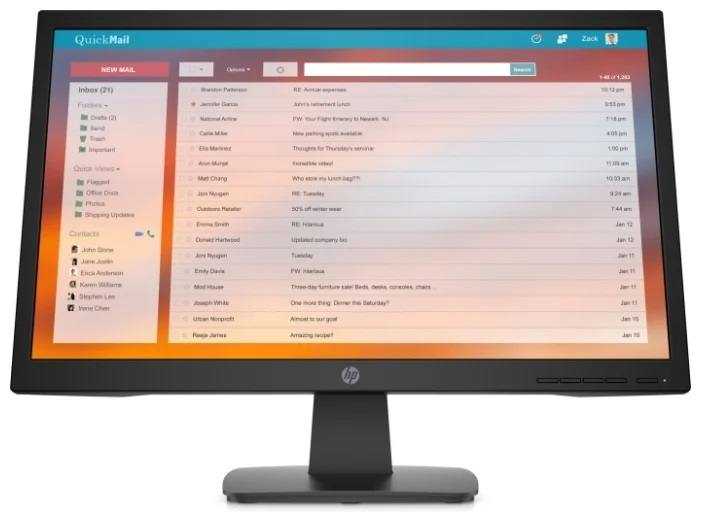 QuickMail
Zack
NEW MAIL
Options
Search
1-48 of 1,253
Inbox (21)
Folders
Drafts (2)
Send
Trash
Important
Quick Views
Flagged
Office Docs
Photos
Shipping Updates
Contacts
John Stone
Jane Justin
Erica Anderson
Karen Williams
Stephen Lee
Irene Chen
Brandon Patterson RE: Annual expenses 10:12 pm
Jennifer Garcia John's retirement lunch 9:53 pm
National Airline FW: Your Flight Itinerary to Newark, NJ 7:18 pm
Callie Miller New parking spots available 4:05 pm
Ella Martinez Thoughts for Thursday's seminar 1:00 pm
Arun Munjal Incredible video! 11:09 am
Matt Chang Who stole my lunch bag??! 10:33 am
Joni Nyugen RE: Tuesday 9:24 am
Outdoors Retailer 50% off winter wear 7:44 am
Emma Smith RE: hilarious Jan 12
Donald Hartwood Updated company bio Jan 12
Joni Nyugen Tuesday Jan 11
Emily Davis FW: hilarious Jan 11
Mod House Three-day furniture sale! Beds, desks, consoles, chairs... Jan 11
Joseph White One more thing: Dinner this Saturday? Jan 11
Urban Nonprofit Almost to our goal Jan 10
Reeja James Amazing recipe!! Jan 10
hp